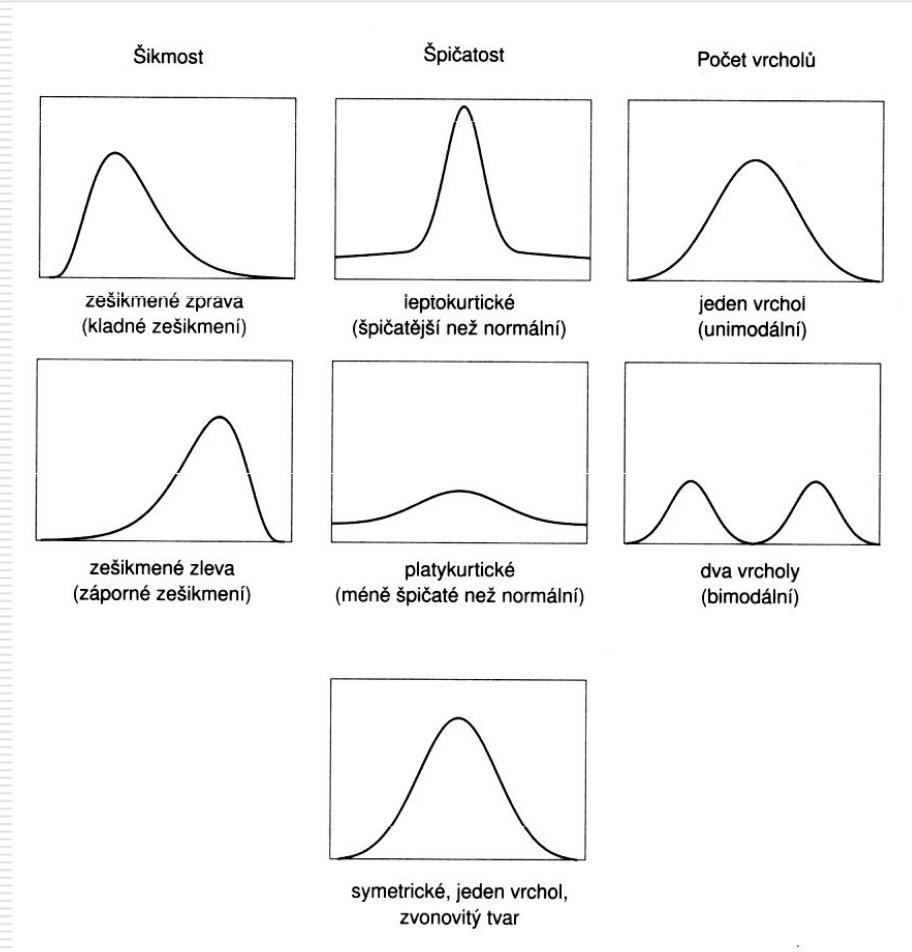 Šikmost
Špičatost
Počet vrcholů
zešikmené zprava
(kladné zešikmení)
leptokurtické
(špičatější než normální)
jeden vrchol
(unimodální)
zešikmené zleva
(záporné zešikmení)
platykurtické
(méně špičaté než normální)
dva vrcholy
(bimodální)
symetrické, jeden vrchol,
zvonovitý tvar